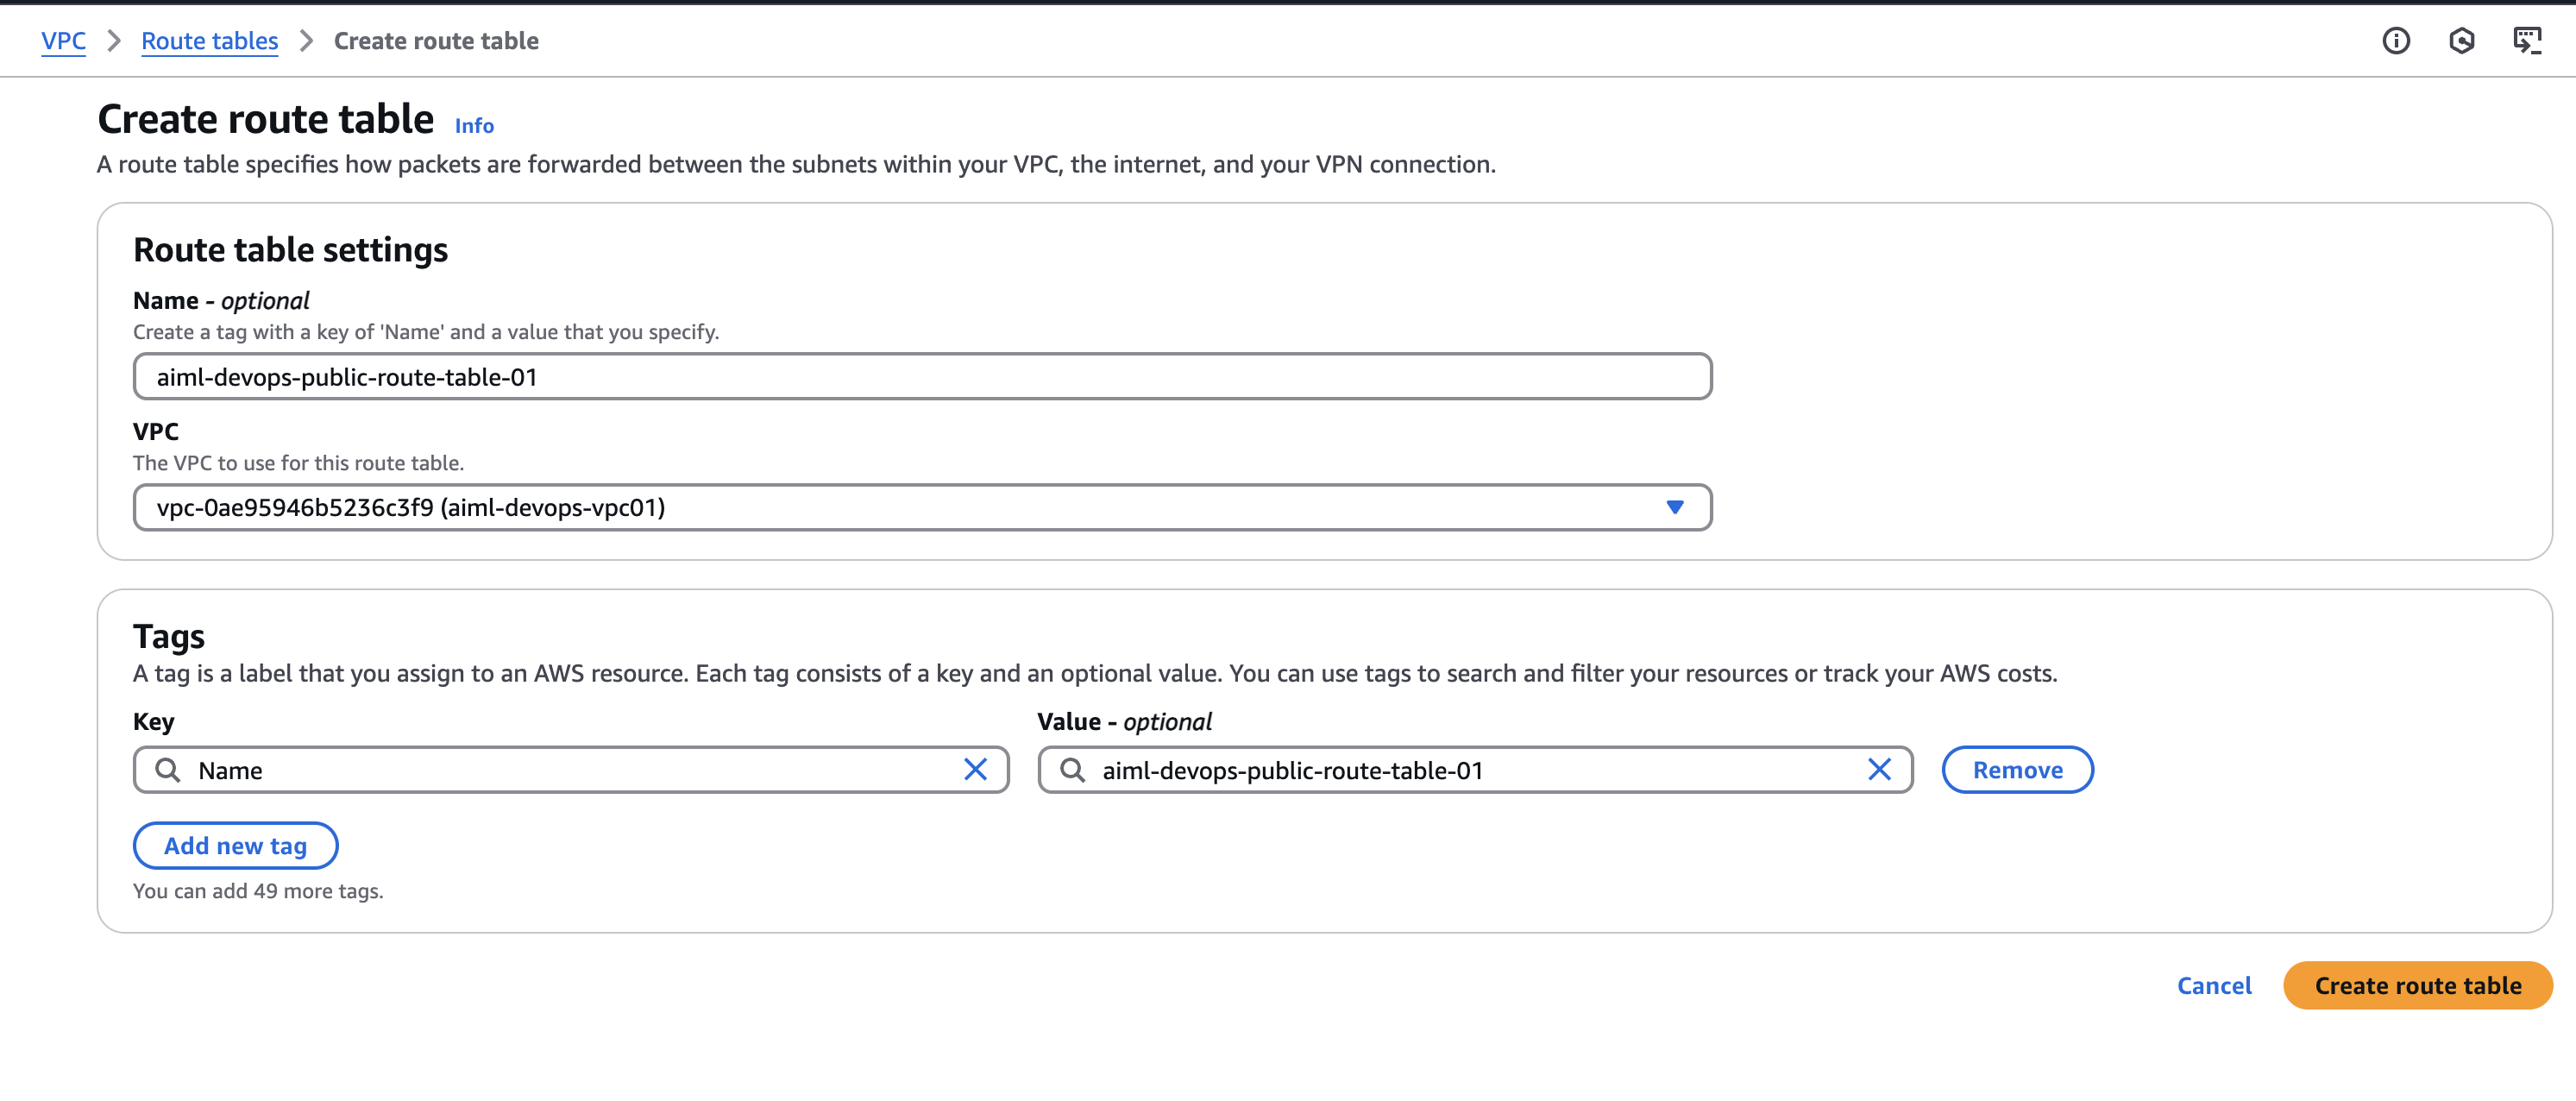 VPC > Route tables > Create route table
Create route table Info
A route table specifies how packets are forwarded between the subnets within your VPC, the internet, and your VPN connection.
Route table settings
Name - optional
Create a tag with a key of 'Name' and a value that you specify.
aiml-devops-public-route-table-01
VPC
The VPC to use for this route table.
vpc-0ae95946b5236c3f9 (aiml-devops-vpc01)
Tags
A tag is a label that you assign to an AWS resource. Each tag consists of a key and an optional value. You can use tags to search and filter your resources or track your AWS costs.
Key Value - optional
Name aiml-devops-public-route-table-01 Remove
Add new tag
You can add 49 more tags.
Cancel Create route table